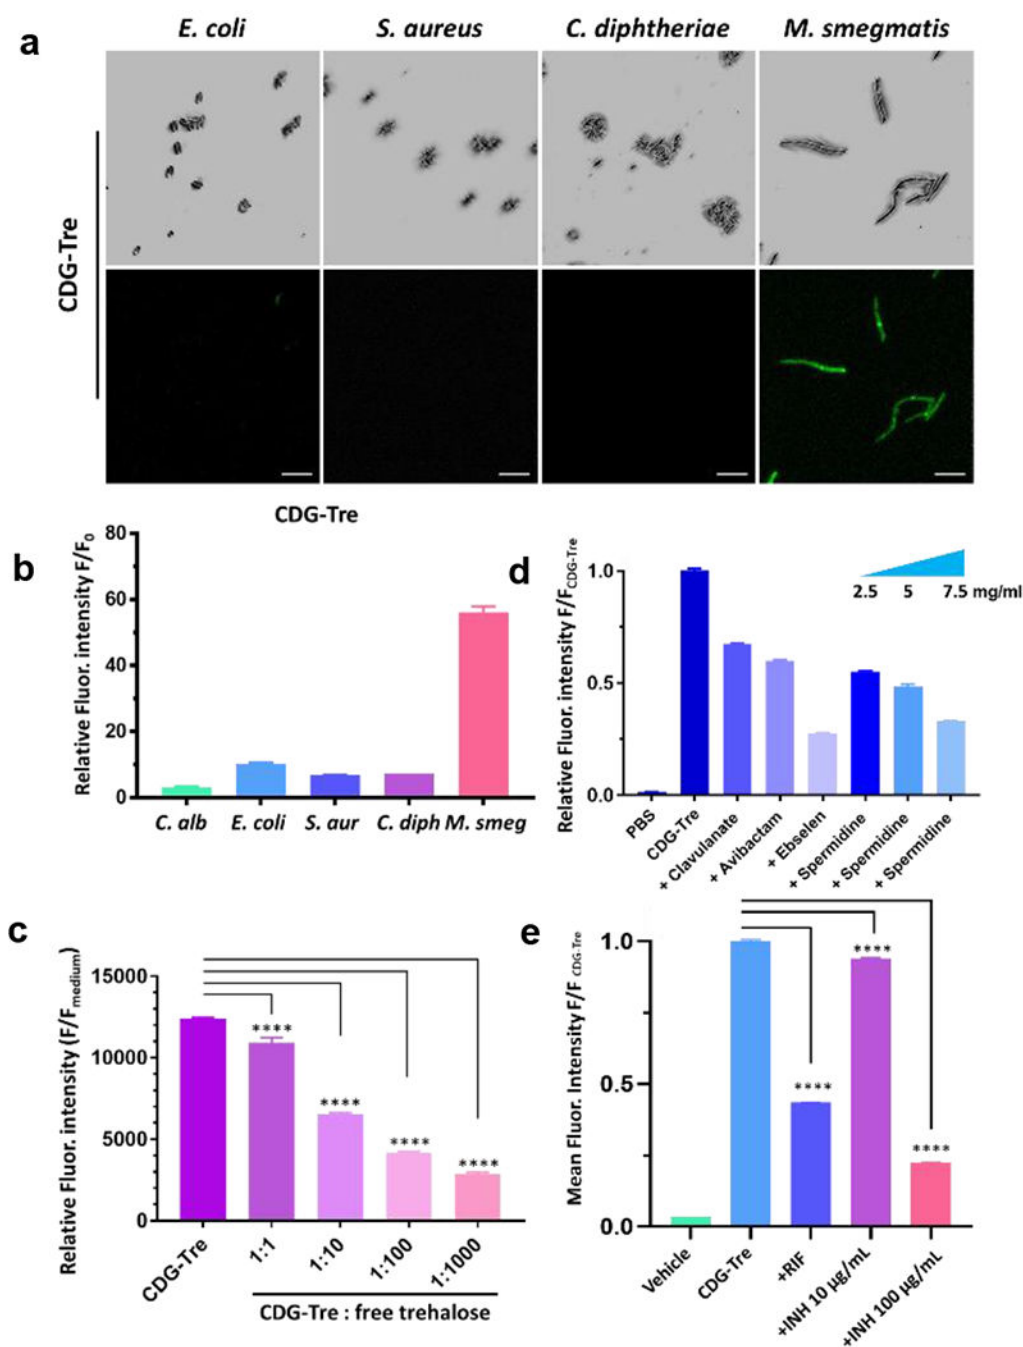 a
E. coli
S. aureus
C. diphtheriae
M. smegmatis
CDG-Tre
b
CDG-Tre
Relative Fluor. intensity F/F0
80
60
40
20
0
C. alb
E. coli
S. aur
C. diph
M. smeg
d
Relative Fluor. intensity F/FCDG-Tre
1.0
0.5
0.0
2.5 5 7.5 mg/ml
PBS
CDG-Tre
+ Clavulanate
+ Avibactam
+ Ebselen
+ Spermidine
+ Spermidine
+ Spermidine
c
Relative Fluor. intensity (F/Fmedium)
15000
10000
5000
0
****
****
****
****
CDG-Tre
1:1
1:10
1:100
1:1000
CDG-Tre : free trehalose
e
Mean Fluor. Intensity F/F CDG-Tre
1.0
0.5
0.0
****
****
****
Vehicle
CDG-Tre
+RIF
+INH 10 μg/mL
+INH 100 μg/mL